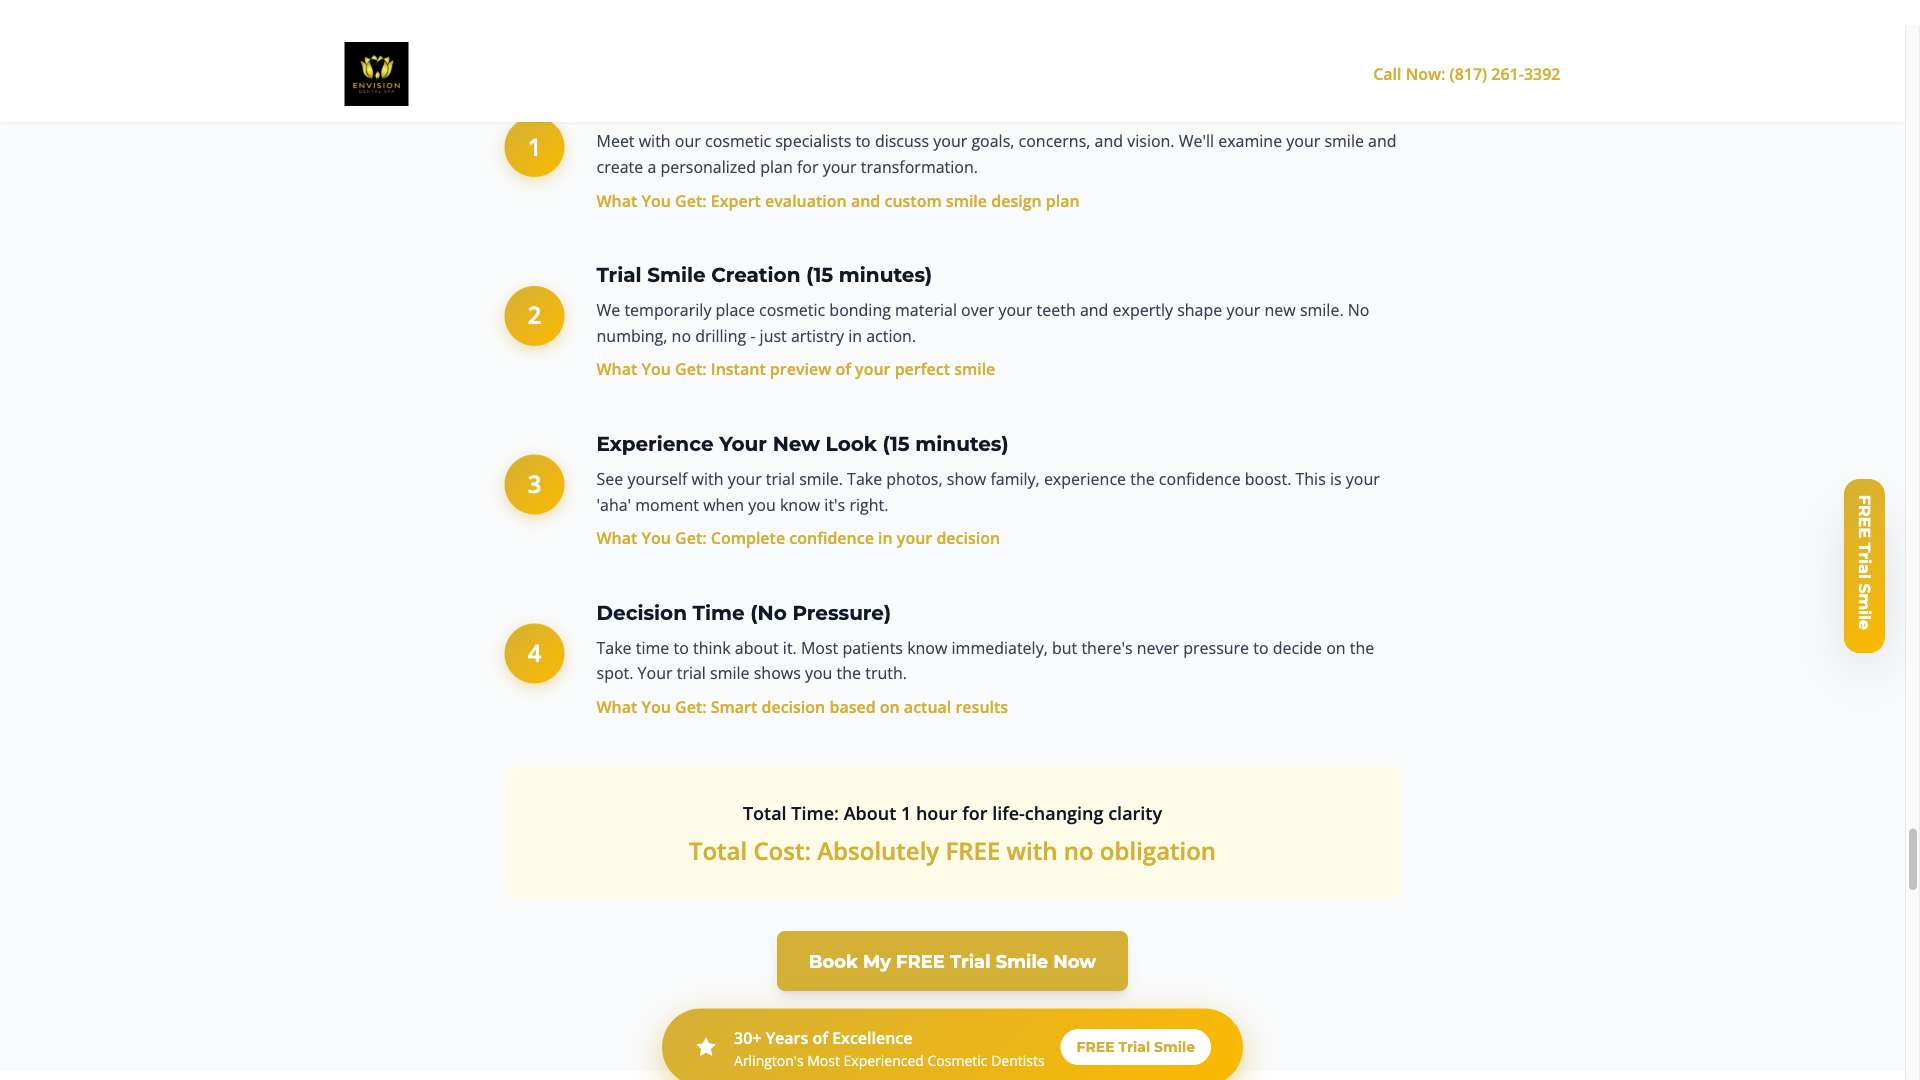 ENVISION
DENTAL SPA
Call Now: (817) 261-3392
1
Meet with our cosmetic specialists to discuss your goals, concerns, and vision. We'll examine your smile and
create a personalized plan for your transformation.
What You Get: Expert evaluation and custom smile design plan
Trial Smile Creation (15 minutes)
2
We temporarily place cosmetic bonding material over your teeth and expertly shape your new smile. No
numbing, no drilling - just artistry in action.
What You Get: Instant preview of your perfect smile
Experience Your New Look (15 minutes)
3
See yourself with your trial smile. Take photos, show family, experience the confidence boost. This is your
'aha' moment when you know it's right.
What You Get: Complete confidence in your decision
Decision Time (No Pressure)
4
Take time to think about it. Most patients know immediately, but there's never pressure to decide on the
spot. Your trial smile shows you the truth.
What You Get: Smart decision based on actual results
Total Time: About 1 hour for life-changing clarity
Total Cost: Absolutely FREE with no obligation
Book My FREE Trial Smile Now
30+ Years of Excellence
Arlington's Most Experienced Cosmetic Dentists
FREE Trial Smile
FREE Trial Smile